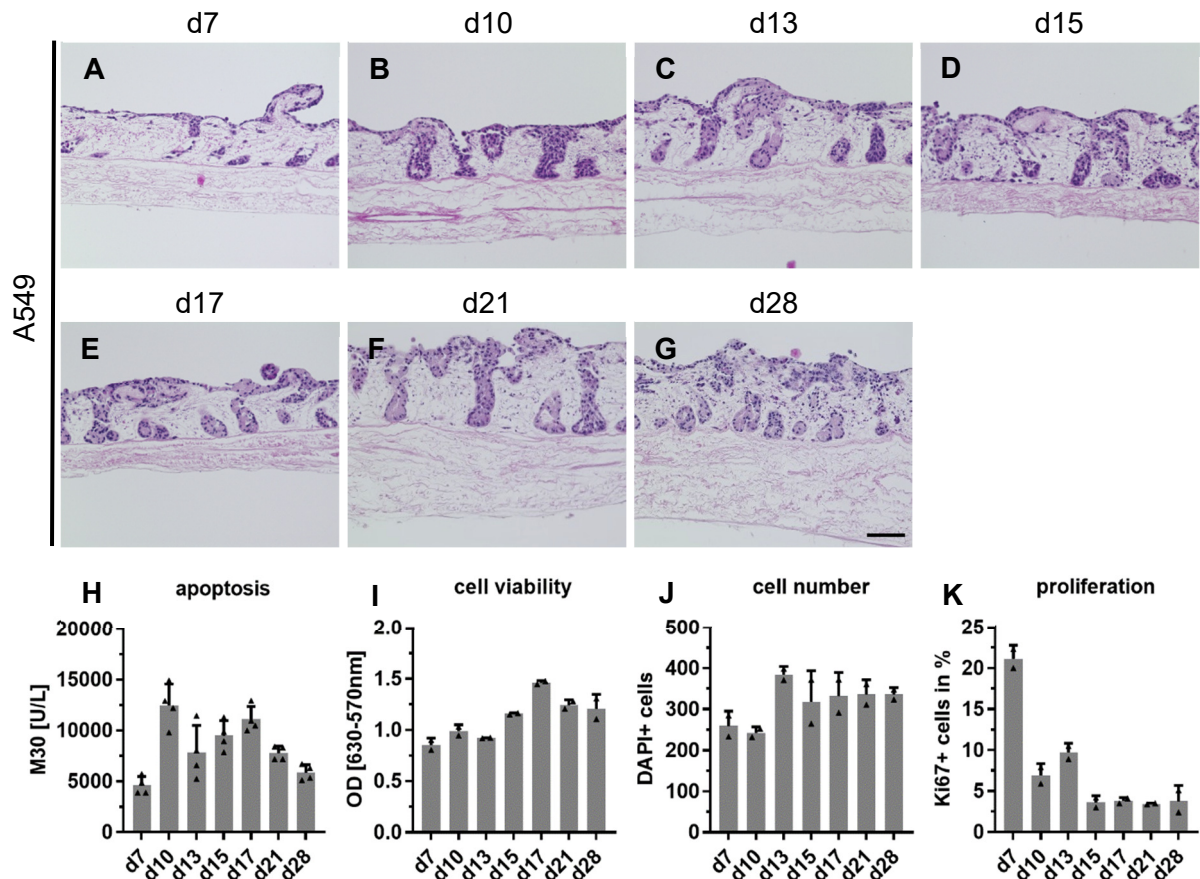 d7
d10
d13
d15
A
B
C
D
A549
d17
d21
d28
E
F
G
H
apoptosis
M30 [U/L]
20000
15000
10000
5000
0
d7
d10
d13
d15
d17
d21
d28
I
cell viability
OD [630-570nm]
2.0
1.5
1.0
0.5
0.0
d7
d10
d13
d15
d17
d21
d28
J
cell number
DAPI+ cells
500
400
300
200
100
0
d7
d10
d13
d15
d17
d21
d28
K
proliferation
Ki67+ cells in %
25
20
15
10
5
0
d7
d10
d13
d15
d17
d21
d28